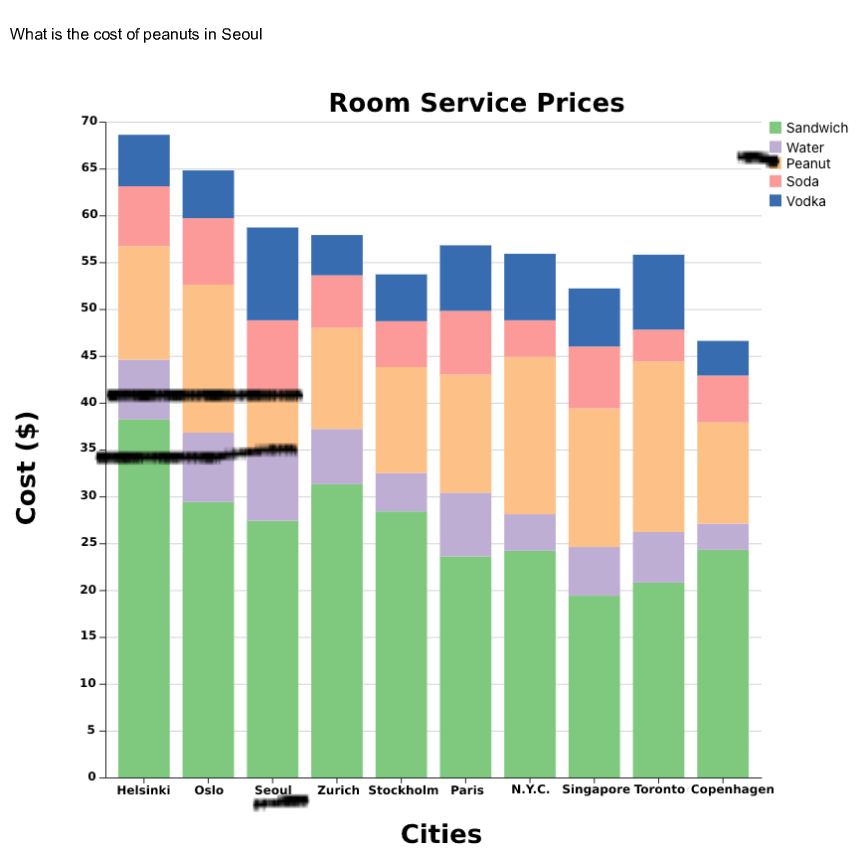 What is the cost of peanuts in Seoul
Room Service Prices
70
65
60
55
50
45
40
35
30
25
20
15
10
5
0
Cost ($)
Sandwich
Water
Peanut
Soda
Vodka
Helsinki Oslo Seoul Zurich Stockholm Paris N.Y.C. Singapore Toronto Copenhagen
Cities